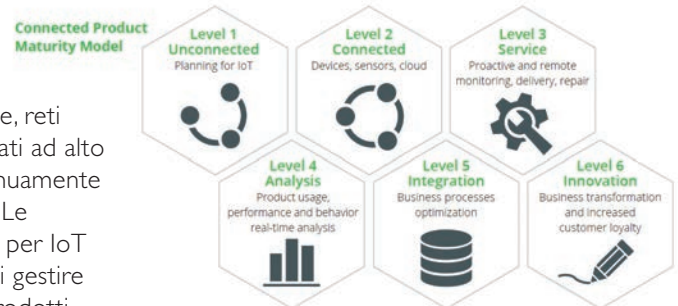 Connected Product
Maturity Model
Level 1
Unconnected
Planning for IoT
Level 2
Connected
Devices, sensors, cloud
Level 3
Service
Proactive and remote
monitoring, delivery, repair
Level 4
Analysis
Product usage,
performance and behavior
real-time analysis
Level 5
Integration
Business processes
optimization
Level 6
Innovation
Business transformation
and increased
customer loyalty
e, reti
ati ad alto
nuamente
Le
per IoT
i gestire